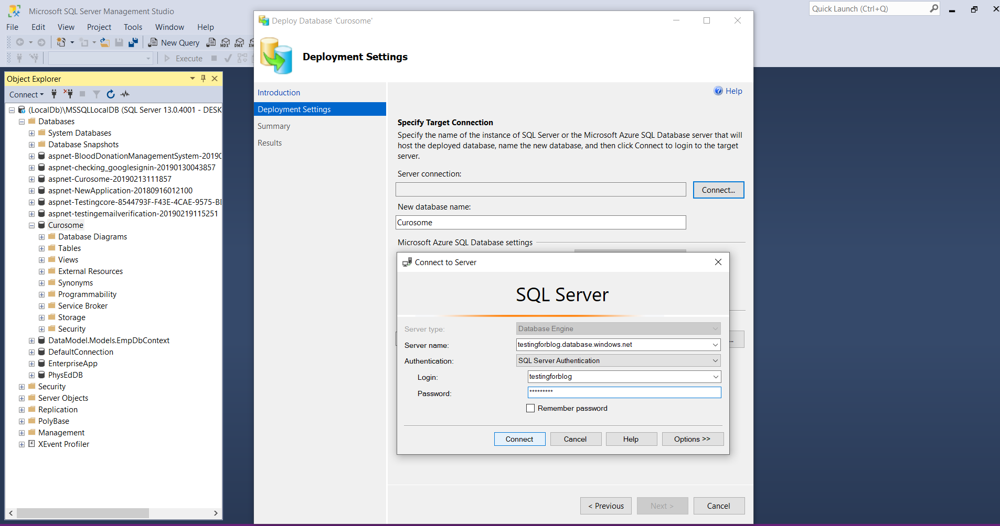 Microsoft SQL Server Management Studio
Quick Launch (Ctrl+Q)
File Edit View Project Tools Window Help
New Query
MDX DMX XM
Execute
Object Explorer
Connect
(LocalDb)\MSSQLLocalDB (SQL Server 13.0.4001 - DESK
Databases
System Databases
Database Snapshots
aspnet-BloodDonationManagementSystem-2019
aspnet-checking_googlesignin-20190130043857
aspnet-Curosome-20190213111857
aspnet-NewApplication-20180916012100
aspnet-Testingcore-8544793F-F43E-4CAE-9575-B
aspnet-testingemailverification-20190219115251
Curosome
Database Diagrams
Tables
Views
External Resources
Synonyms
Programmability
Service Broker
Storage
Security
DataModel.Models.EmpDbContext
DefaultConnection
EnterpriseApp
PhysEdDB
Security
Server Objects
Replication
PolyBase
Management
XEvent Profiler
Deploy Database 'Curosome'
Deployment Settings
Introduction
Deployment Settings
Summary
Results
Help
Specify Target Connection
Specify the name of the instance of SQL Server or the Microsoft Azure SQL Database server that will
host the deployed database, name the new database, and then click Connect to login to the target
server.
Server connection:
Connect...
New database name:
Curosome
Microsoft Azure SQL Database settings
...
Connect to Server
SQL Server
Server type: Database Engine
Server name: testingforblog.database.windows.net
Authentication: SQL Server Authentication
Login: testingforblog
Password: *********
Remember password
Connect Cancel Help Options >>
< Previous Next > Cancel